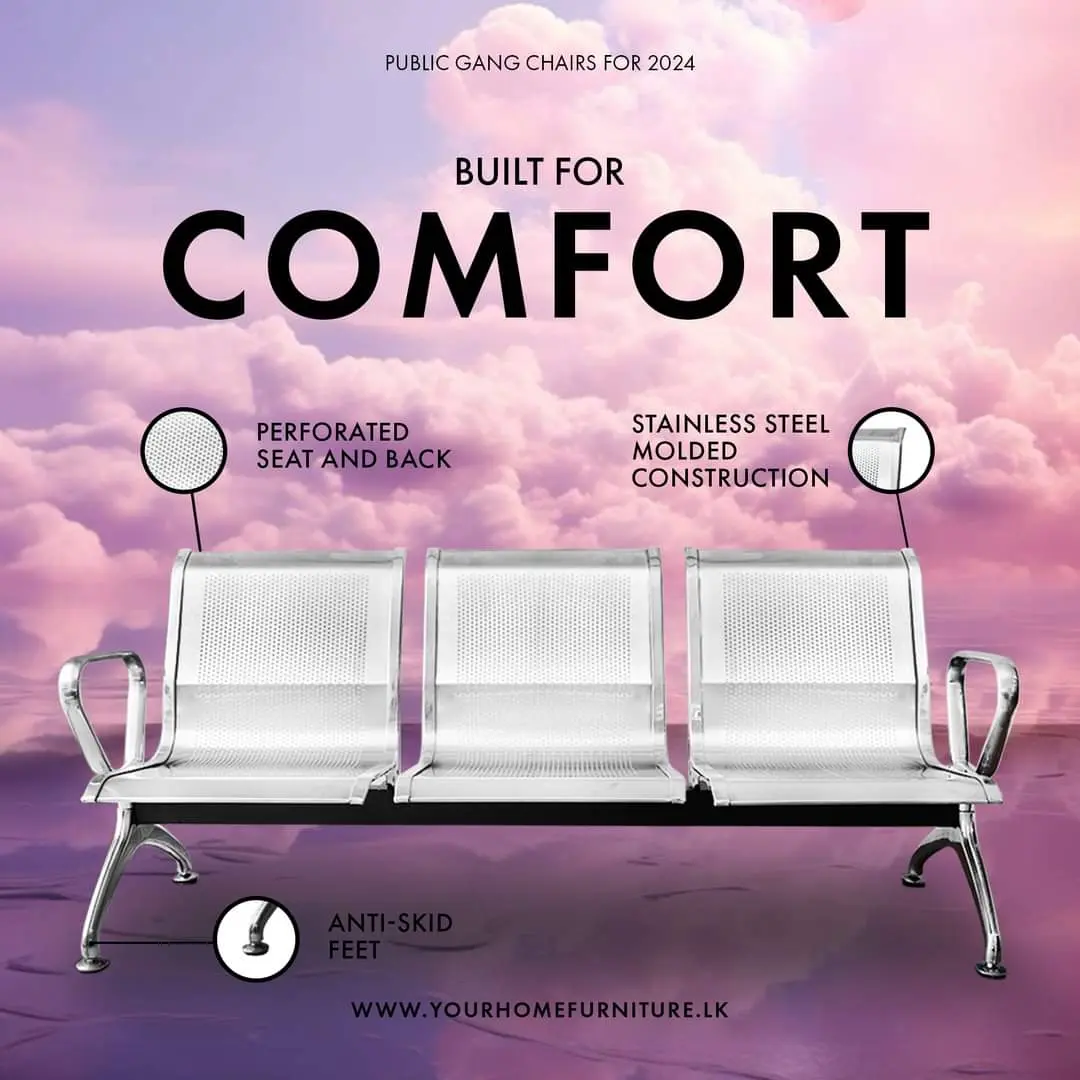 PUBLIC GANG CHAIRS FOR 2024
BUILT FOR
COMFORT
PERFORATED
SEAT AND BACK
STAINLESS STEEL
MOLDED
CONSTRUCTION
ANTI-SKID
FEET
WWW.YOURHOMEFURNITURE.LK